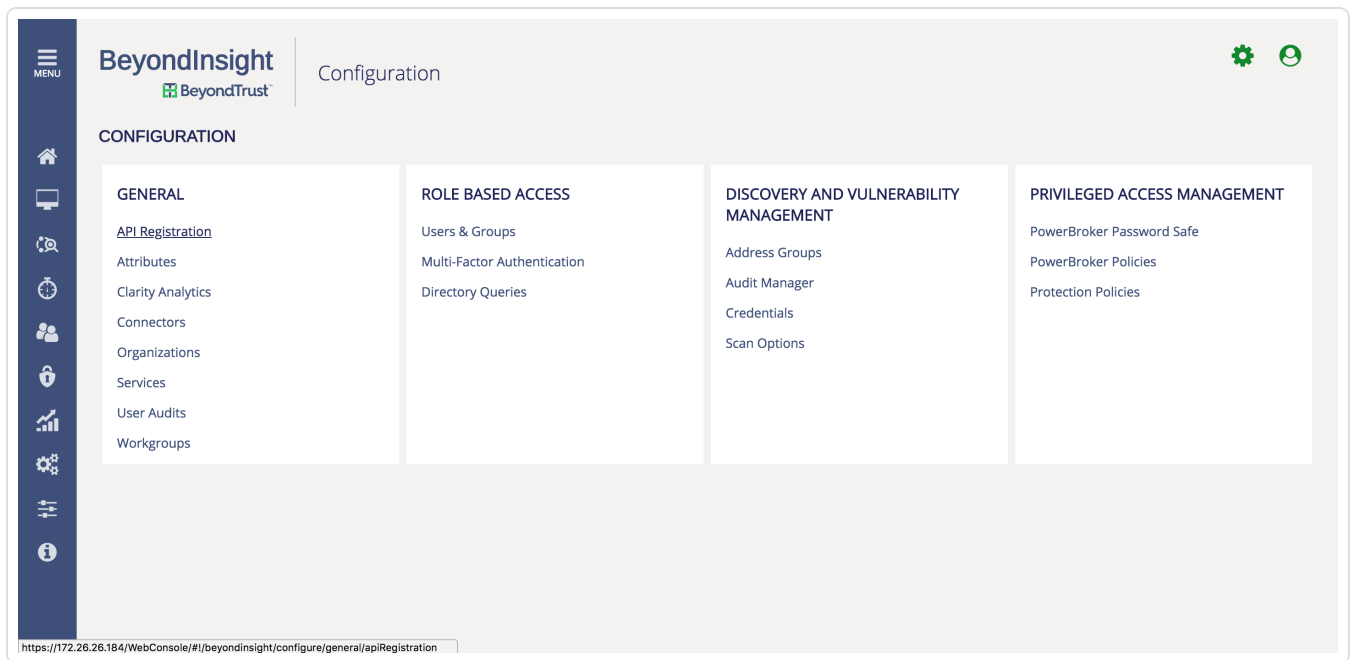 MENU
BeyondInsight
BeyondTrust™
Configuration
CONFIGURATION
GENERAL
API Registration
Attributes
Clarity Analytics
Connectors
Organizations
Services
User Audits
Workgroups
ROLE BASED ACCESS
Users & Groups
Multi-Factor Authentication
Directory Queries
DISCOVERY AND VULNERABILITY
MANAGEMENT
Address Groups
Audit Manager
Credentials
Scan Options
PRIVILEGED ACCESS MANAGEMENT
PowerBroker Password Safe
PowerBroker Policies
Protection Policies
https://172.26.26.184/WebConsole/#!/beyondinsight/configure/general/apiRegistration